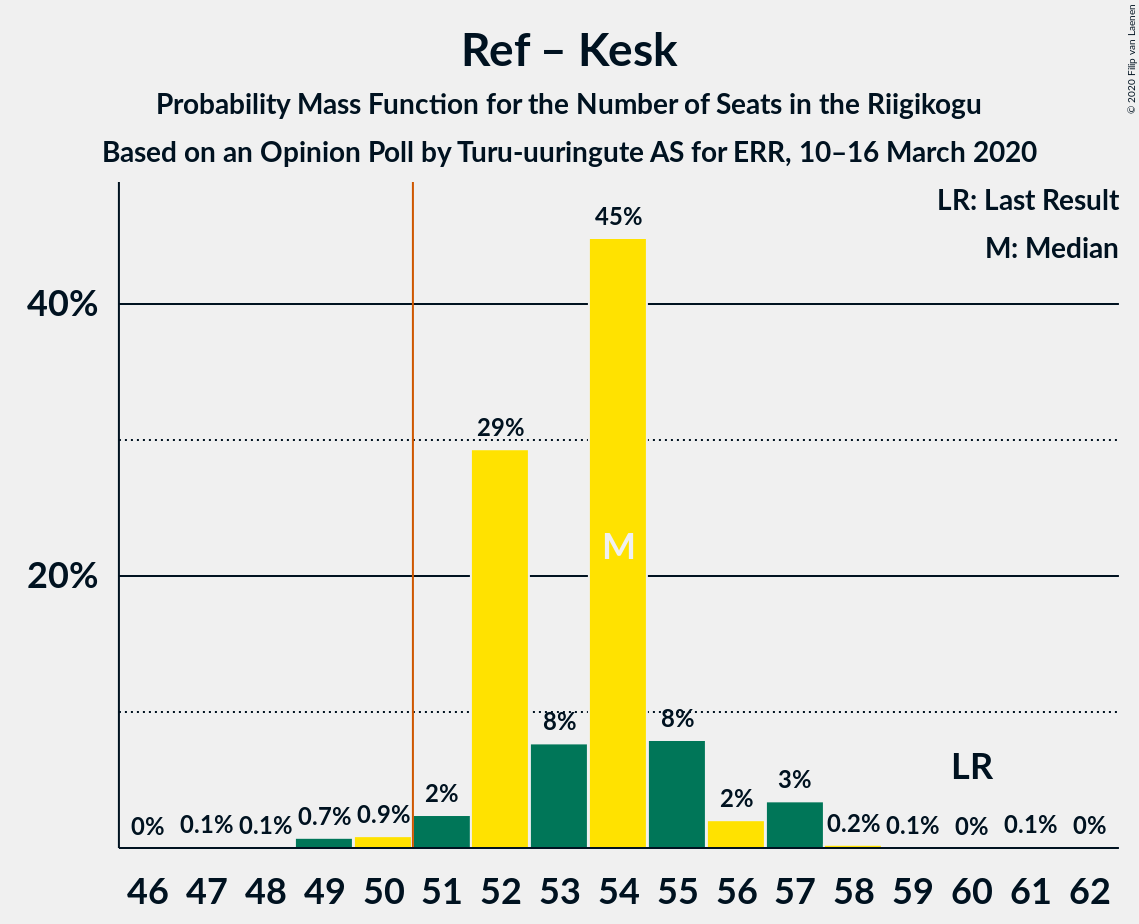 Ref – Kesk
Probability Mass Function for the Number of Seats in the Riigikogu
Based on an Opinion Poll by Turu-uuringute AS for ERR, 10–16 March 2020
© 2020 Filip van Laenen
LR: Last Result
M: Median
40%
20%
0% 0.1% 0.1% 0.7% 0.9% 2% 29% 8% 45% 8% 2% 3% 0.2% 0.1% 0% 0.1% 0%
M
LR
46 47 48 49 50 51 52 53 54 55 56 57 58 59 60 61 62